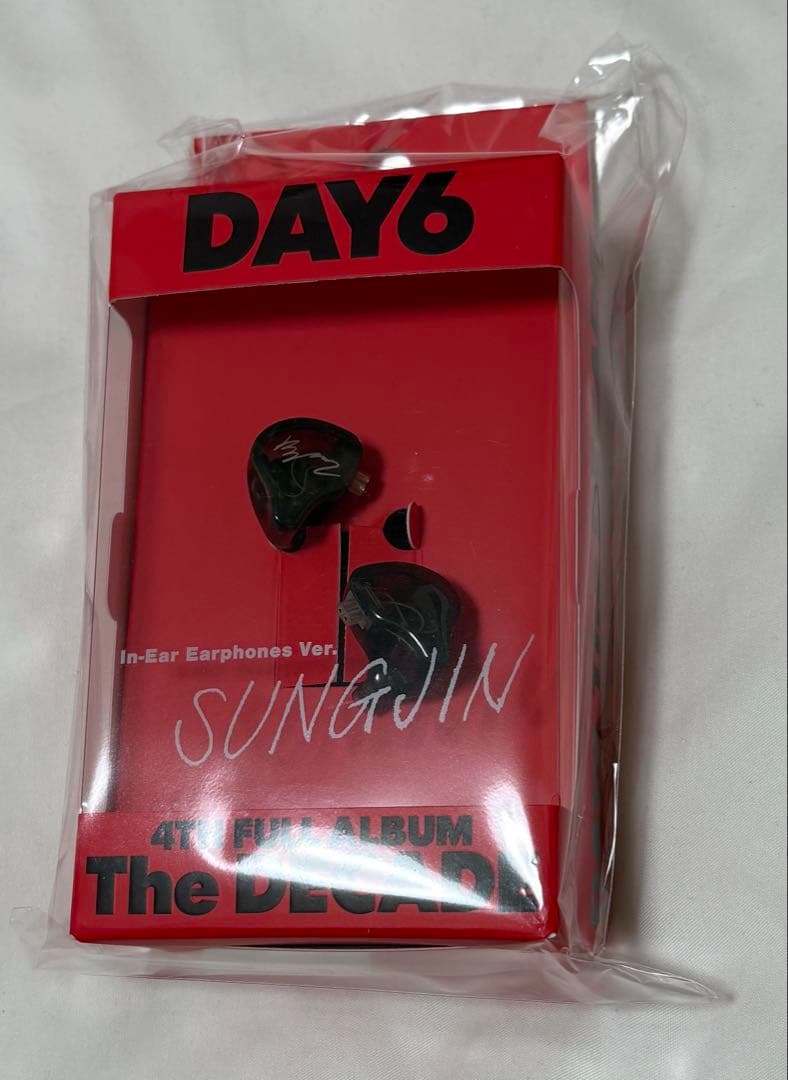 DAY6
In-Ear Earphones Ver.
SUNGJIN
4TH FULL ALBUM
The DECADE